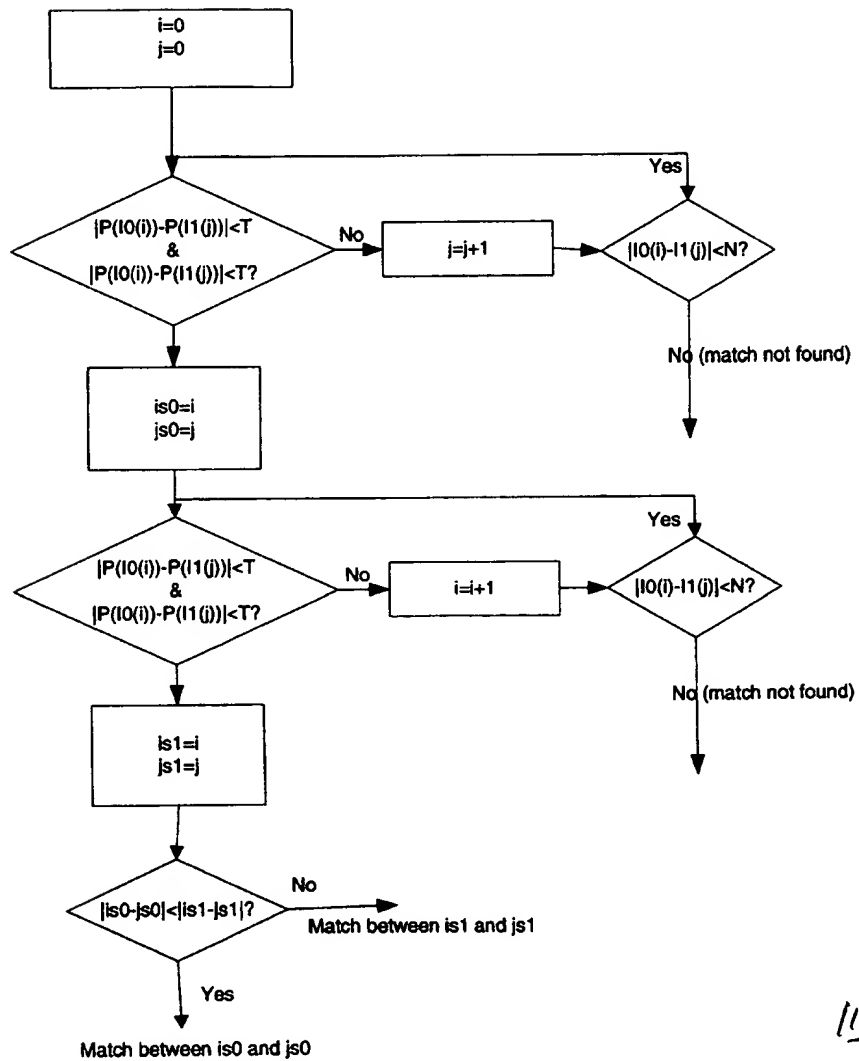 i=0
j=0
Yes
|P(I0(i))-P(I1(j))|<T
&
|P(I0(i))-P(I1(j))|<T?
No
j=j+1
|I0(i)-I1(j)|<N?
No (match not found)
is0=i
js0=j
Yes
|P(I0(i))-P(I1(j))|<T
&
|P(I0(i))-P(I1(j))|<T?
No
i=i+1
|I0(i)-I1(j)|<N?
No (match not found)
is1=i
js1=j
|is0-js0|<|is1-js1|?
No
Match between is1 and js1
Yes
Match between is0 and js0